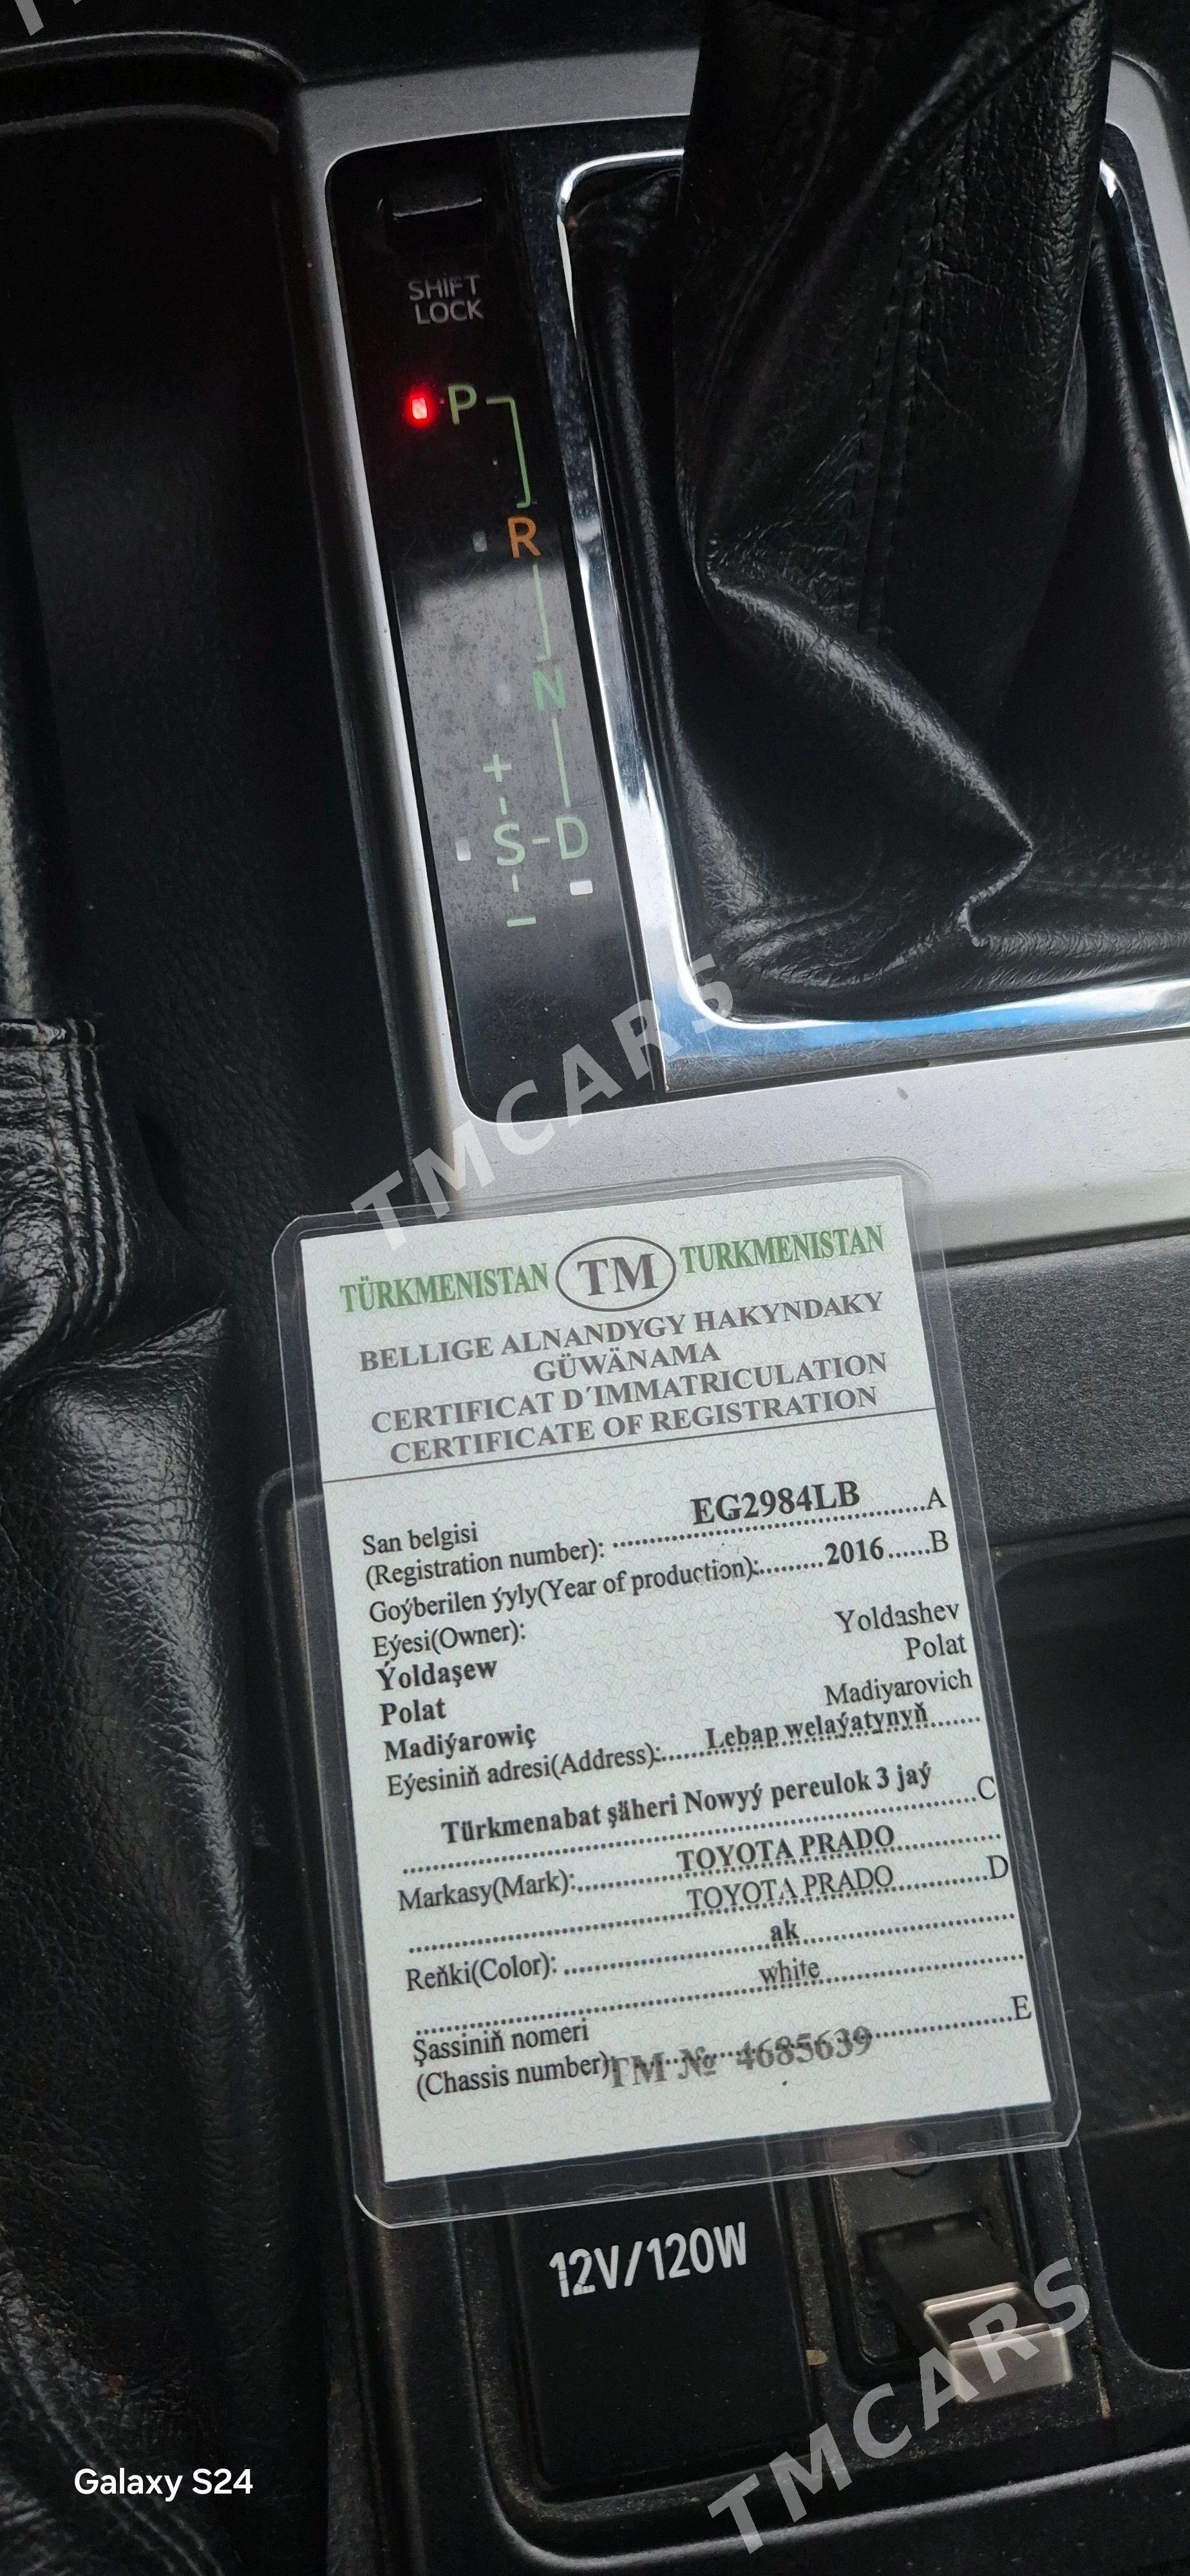 SHIFT
LOCK
P
R
N
+
S-D
-
TMCARS
TÜRKMENISTAN TM TURKMENISTAN
BELLIGE ALNANDYGY HAKYNDAKY
GÜWÄNAMA
CERTIFICAT D´IMMATRICULATION
CERTIFICATE OF REGISTRATION
San belgisi
(Registration number): EG2984LB A
Goýberilen ýyly(Year of production): 2016 B
Eýesi(Owner):
Ýoldaşew Yoldashev
Polat Polat
Madiýarowiç Madiyarovich
Eýesiniň adresi(Address): Lebap welaýatynyň
Türkmenabat şäheri Nowyý pereulok 3 jaý C
Markasy(Mark): TOYOTA PRADO
TOYOTA PRADO D
Reňki(Color): ak
white
Şassiniň nomeri
(Chassis number): E
TM № 4685639
12V/120W
TMCARS
Galaxy S24